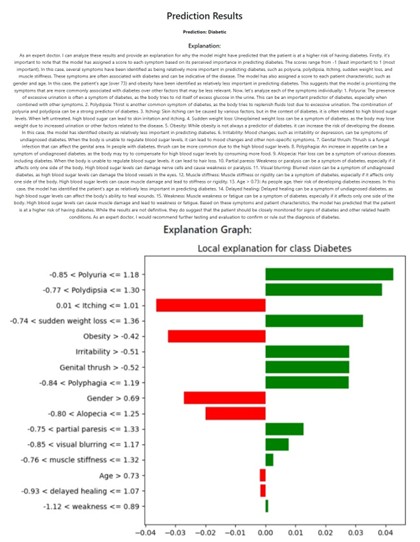 Prediction Results
Prediction: Diabetic
Explanation:
As an expert doctor, I can analyze these results and provide an explanation for why the model might have predicted that the patient is at a higher risk of having diabetes. Firstly, it's
important to note that the model has assigned a score to each symptom based on its perceived importance in predicting diabetes. The scores range from -1 (least important) to 1 (most
important). In this case, several symptoms have been identified as being relatively more important in predicting diabetes, such as polyuria, polydipsia, itching, sudden weight loss, and
muscle stiffness. These symptoms are often associated with diabetes and can be indicative of the disease. The model has also assigned a score to each patient characteristic, such as
gender and age. In this case, the patient's age and obesity have been identified as relatively less important in predicting diabetes. This suggests that the model is prioritizing the
symptoms that are more commonly associated with diabetes over other factors that may be less relevant. Now, let's analyze each of the symptoms individually: 1. Polyuria: The presence
of excessive urination is often a symptom of diabetes, as the body tries to rid itself of excess glucose in the urine. This can be an important predictor of diabetes, especially when
combined with other symptoms. 2. Polydipsia: Thirst is another common symptom of diabetes, as the body tries to replenish fluids lost due to excessive urination. The combination of
polyuria and polydipsia can be a strong predictor of diabetes. 3. Itching: Skin itching can be caused by various factors, but in the context of diabetes, it is often related to high blood sugar
levels. When left untreated, high blood sugar can lead to skin irritation and itching. 4. Sudden weight loss: Unexplained weight loss can be a symptom of diabetes, as the body may lose
weight due to increased urination or other factors related to the disease. 5. Obesity: While obesity is not always a predictor of diabetes, it can increase the risk of developing the disease.
In this case, the model has identified obesity as relatively less important in predicting diabetes. 6. Irritability: Mood changes, such as irritability or depression, can be symptoms of
undiagnosed diabetes. When the body is unable to regulate blood sugar levels, it can lead to mood changes and other non-specific symptoms. 7. Genital thrush: Thrush is a fungal
infection that can affect the genital area. In people with diabetes, thrush can be more common due to the high blood sugar levels. 8. Polyphagia: An increase in appetite can be a
symptom of undiagnosed diabetes, as the body may try to compensate for high blood sugar levels by consuming more food. 9. Alopecia: Hair loss can be a symptom of various diseases,
including diabetes. When the body is unable to regulate blood sugar levels, it can lead to hair loss. 10. Partial paresis: Weakness or paralysis can be a symptom of diabetes, especially if it
affects only one side of the body. High blood sugar levels can damage nerve cells and cause weakness or paralysis. 11. Visual blurring: Blurred vision can be a symptom of undiagnosed
diabetes, as high blood sugar levels can damage the blood vessels in the eyes. 12. Muscle stiffness: Muscle stiffness or rigidity can be a symptom of diabetes, especially if it affects only
one side of the body. High blood sugar levels can cause muscle damage and lead to stiffness or rigidity. 13. Age > 0.73: As people age, their risk of developing diabetes increases. In this
case, the model has identified the patient's age as relatively less important in predicting diabetes. 14. Delayed healing: Delayed healing can be a symptom of undiagnosed diabetes, as
high blood sugar levels can affect the body's ability to heal wounds. 15. Weakness: Muscle weakness or fatigue can be a symptom of diabetes, especially if it affects only one side of the
body. High blood sugar levels can cause muscle damage and lead to weakness or fatigue. Based on these symptoms and patient characteristics, the model has predicted that the patient
is at a higher risk of having diabetes. While the results are not definitive, they do suggest that the patient should be closely monitored for signs of diabetes and other related health
conditions. As an expert doctor, I would recommend further testing and evaluation to confirm or rule out the diagnosis of diabetes.
Explanation Graph:
Local explanation for class Diabetes
-0.85 < Polyuria <= 1.18
-0.77 < Polydipsia <= 1.30
0.01 < Itching <= 1.01
-0.74 < sudden weight loss <= 1.36
Obesity > -0.42
Irritability > -0.51
Genital thrush > -0.52
-0.84 < Polyphagia <= 1.19
Gender > 0.69
-0.80 < Alopecia <= 1.25
-0.75 < partial paresis <= 1.33
-0.85 < visual blurring <= 1.17
-0.76 < muscle stiffness <= 1.32
Age > 0.73
-0.93 < delayed healing <= 1.07
-1.12 < weakness <= 0.89
−0.04 −0.03 −0.02 −0.01 0.00 0.01 0.02 0.03 0.04